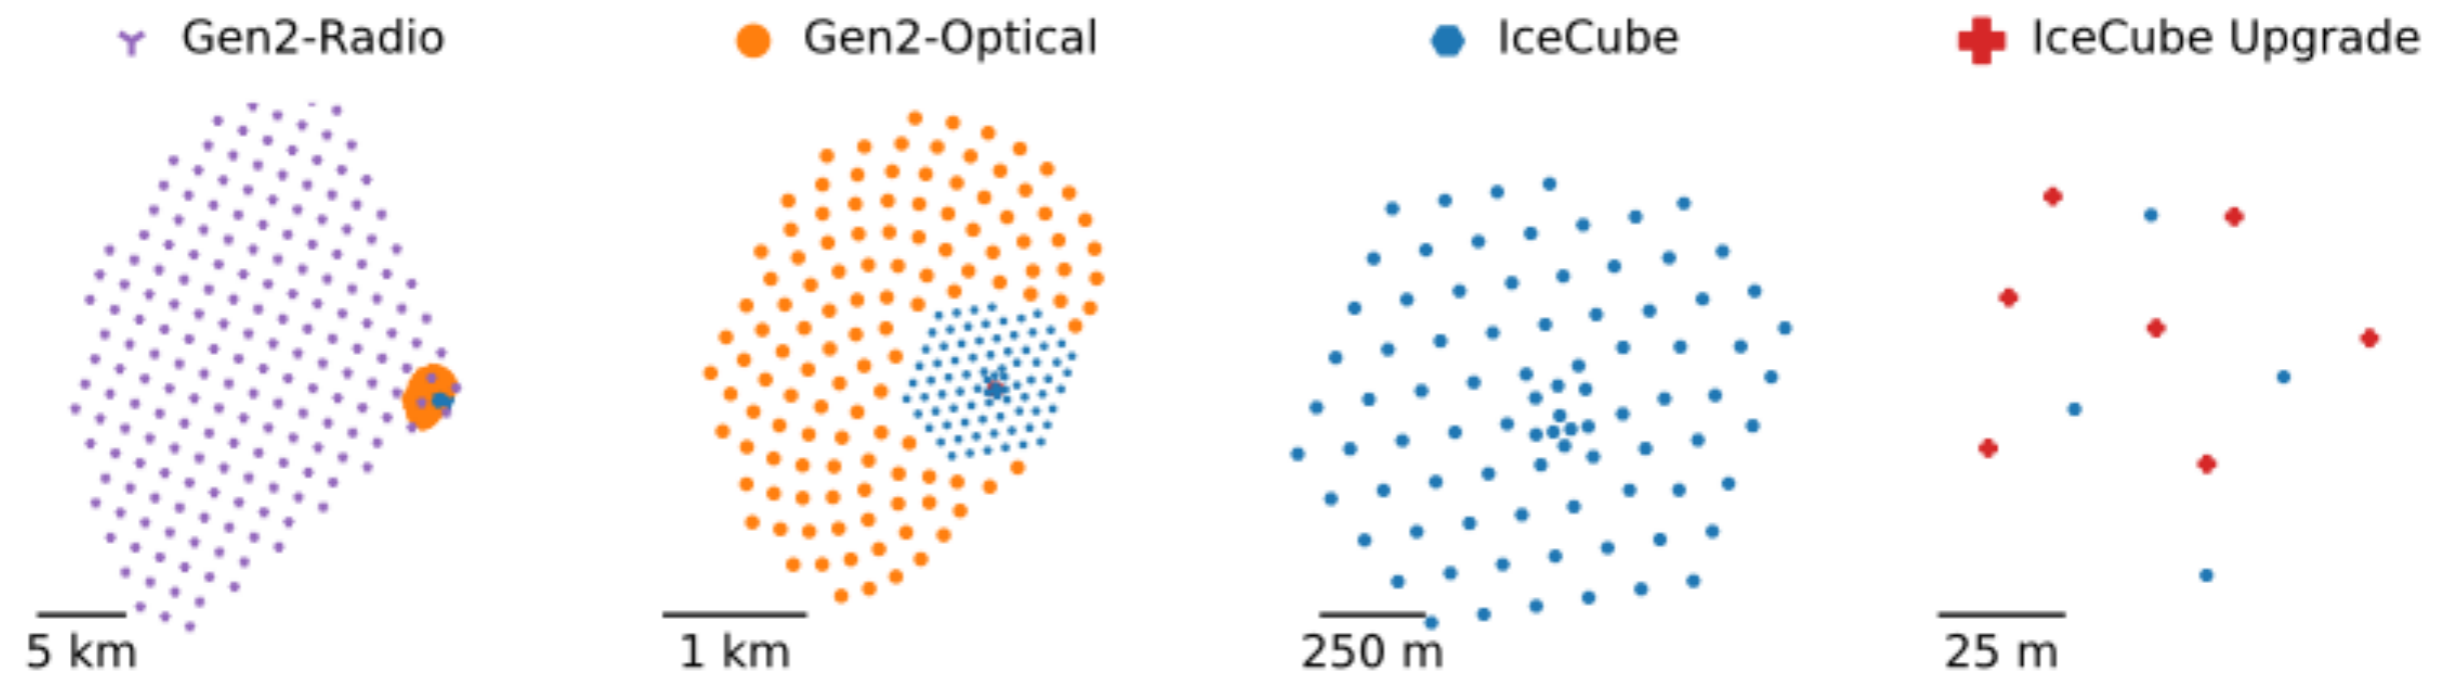 Gen2-Radio
Gen2-Optical
IceCube
IceCube Upgrade
5 km
1 km
250 m
25 m